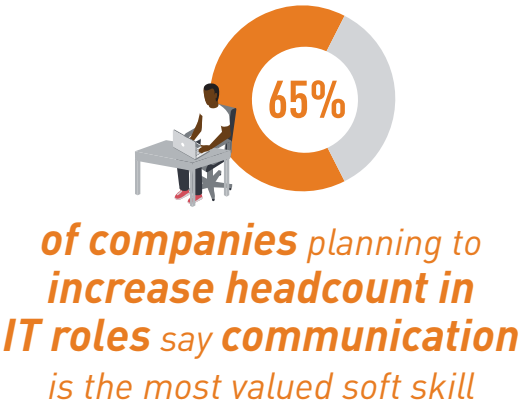 65%
of companies planning to
increase headcount in
IT roles say communication
is the most valued soft skill